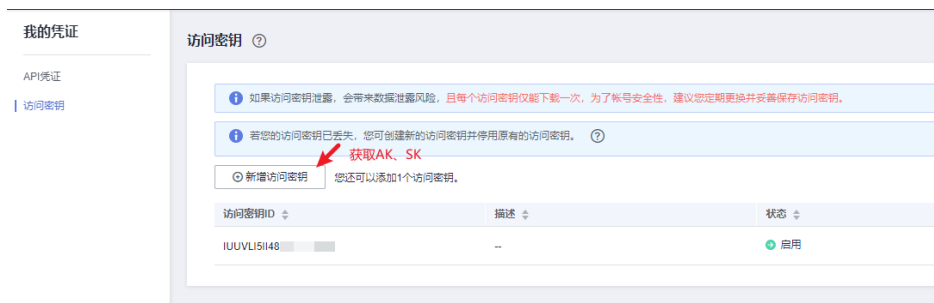 我的凭证
访问密钥
API凭证
访问密钥
如果访问密钥泄露，会带来数据泄露风险，且每个访问密钥仅能下载一次，为了帐号安全性，建议您定期更换并妥善保存访问密钥。
若您的访问密钥已丢失，您可创建新的访问密钥并停用原有的访问密钥。
获取AK、SK
新增访问密钥 您还可以添加1个访问密钥。
访问密钥ID 描述 状态
IUUVLI5II48 -- 启用